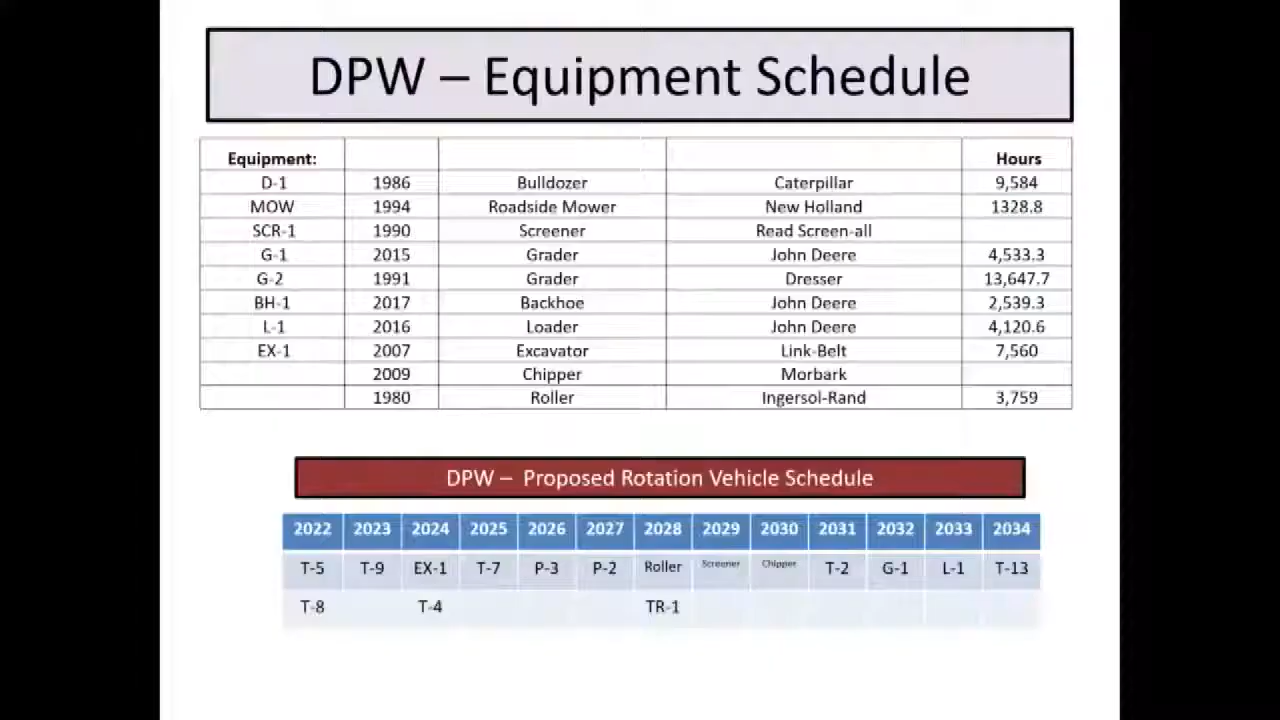 DPW – Equipment Schedule
Equipment: Hours
D-1 1986 Bulldozer Caterpillar 9,584
MOW 1994 Roadside Mower New Holland 1328.8
SCR-1 1990 Screener Read Screen-all
G-1 2015 Grader John Deere 4,533.3
G-2 1991 Grader Dresser 13,647.7
BH-1 2017 Backhoe John Deere 2,539.3
L-1 2016 Loader John Deere 4,120.6
EX-1 2007 Excavator Link-Belt 7,560
2009 Chipper Morbark
1980 Roller Ingersol-Rand 3,759
DPW – Proposed Rotation Vehicle Schedule
2022 2023 2024 2025 2026 2027 2028 2029 2030 2031 2032 2033 2034
T-5 T-9 EX-1 T-7 P-3 P-2 Roller Screener Chipper T-2 G-1 L-1 T-13
T-8 T-4 TR-1